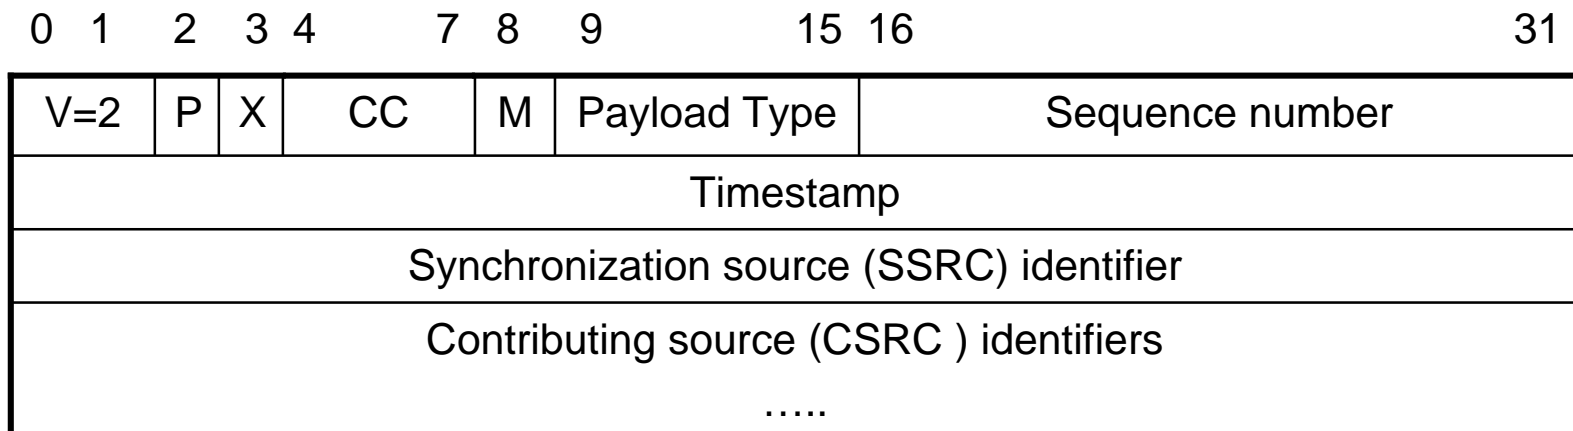 0 1 2 3 4 7 8 9 15 16 31
V=2 P X CC M Payload Type Sequence number
Timestamp
Synchronization source (SSRC) identifier
Contributing source (CSRC ) identifiers
…..